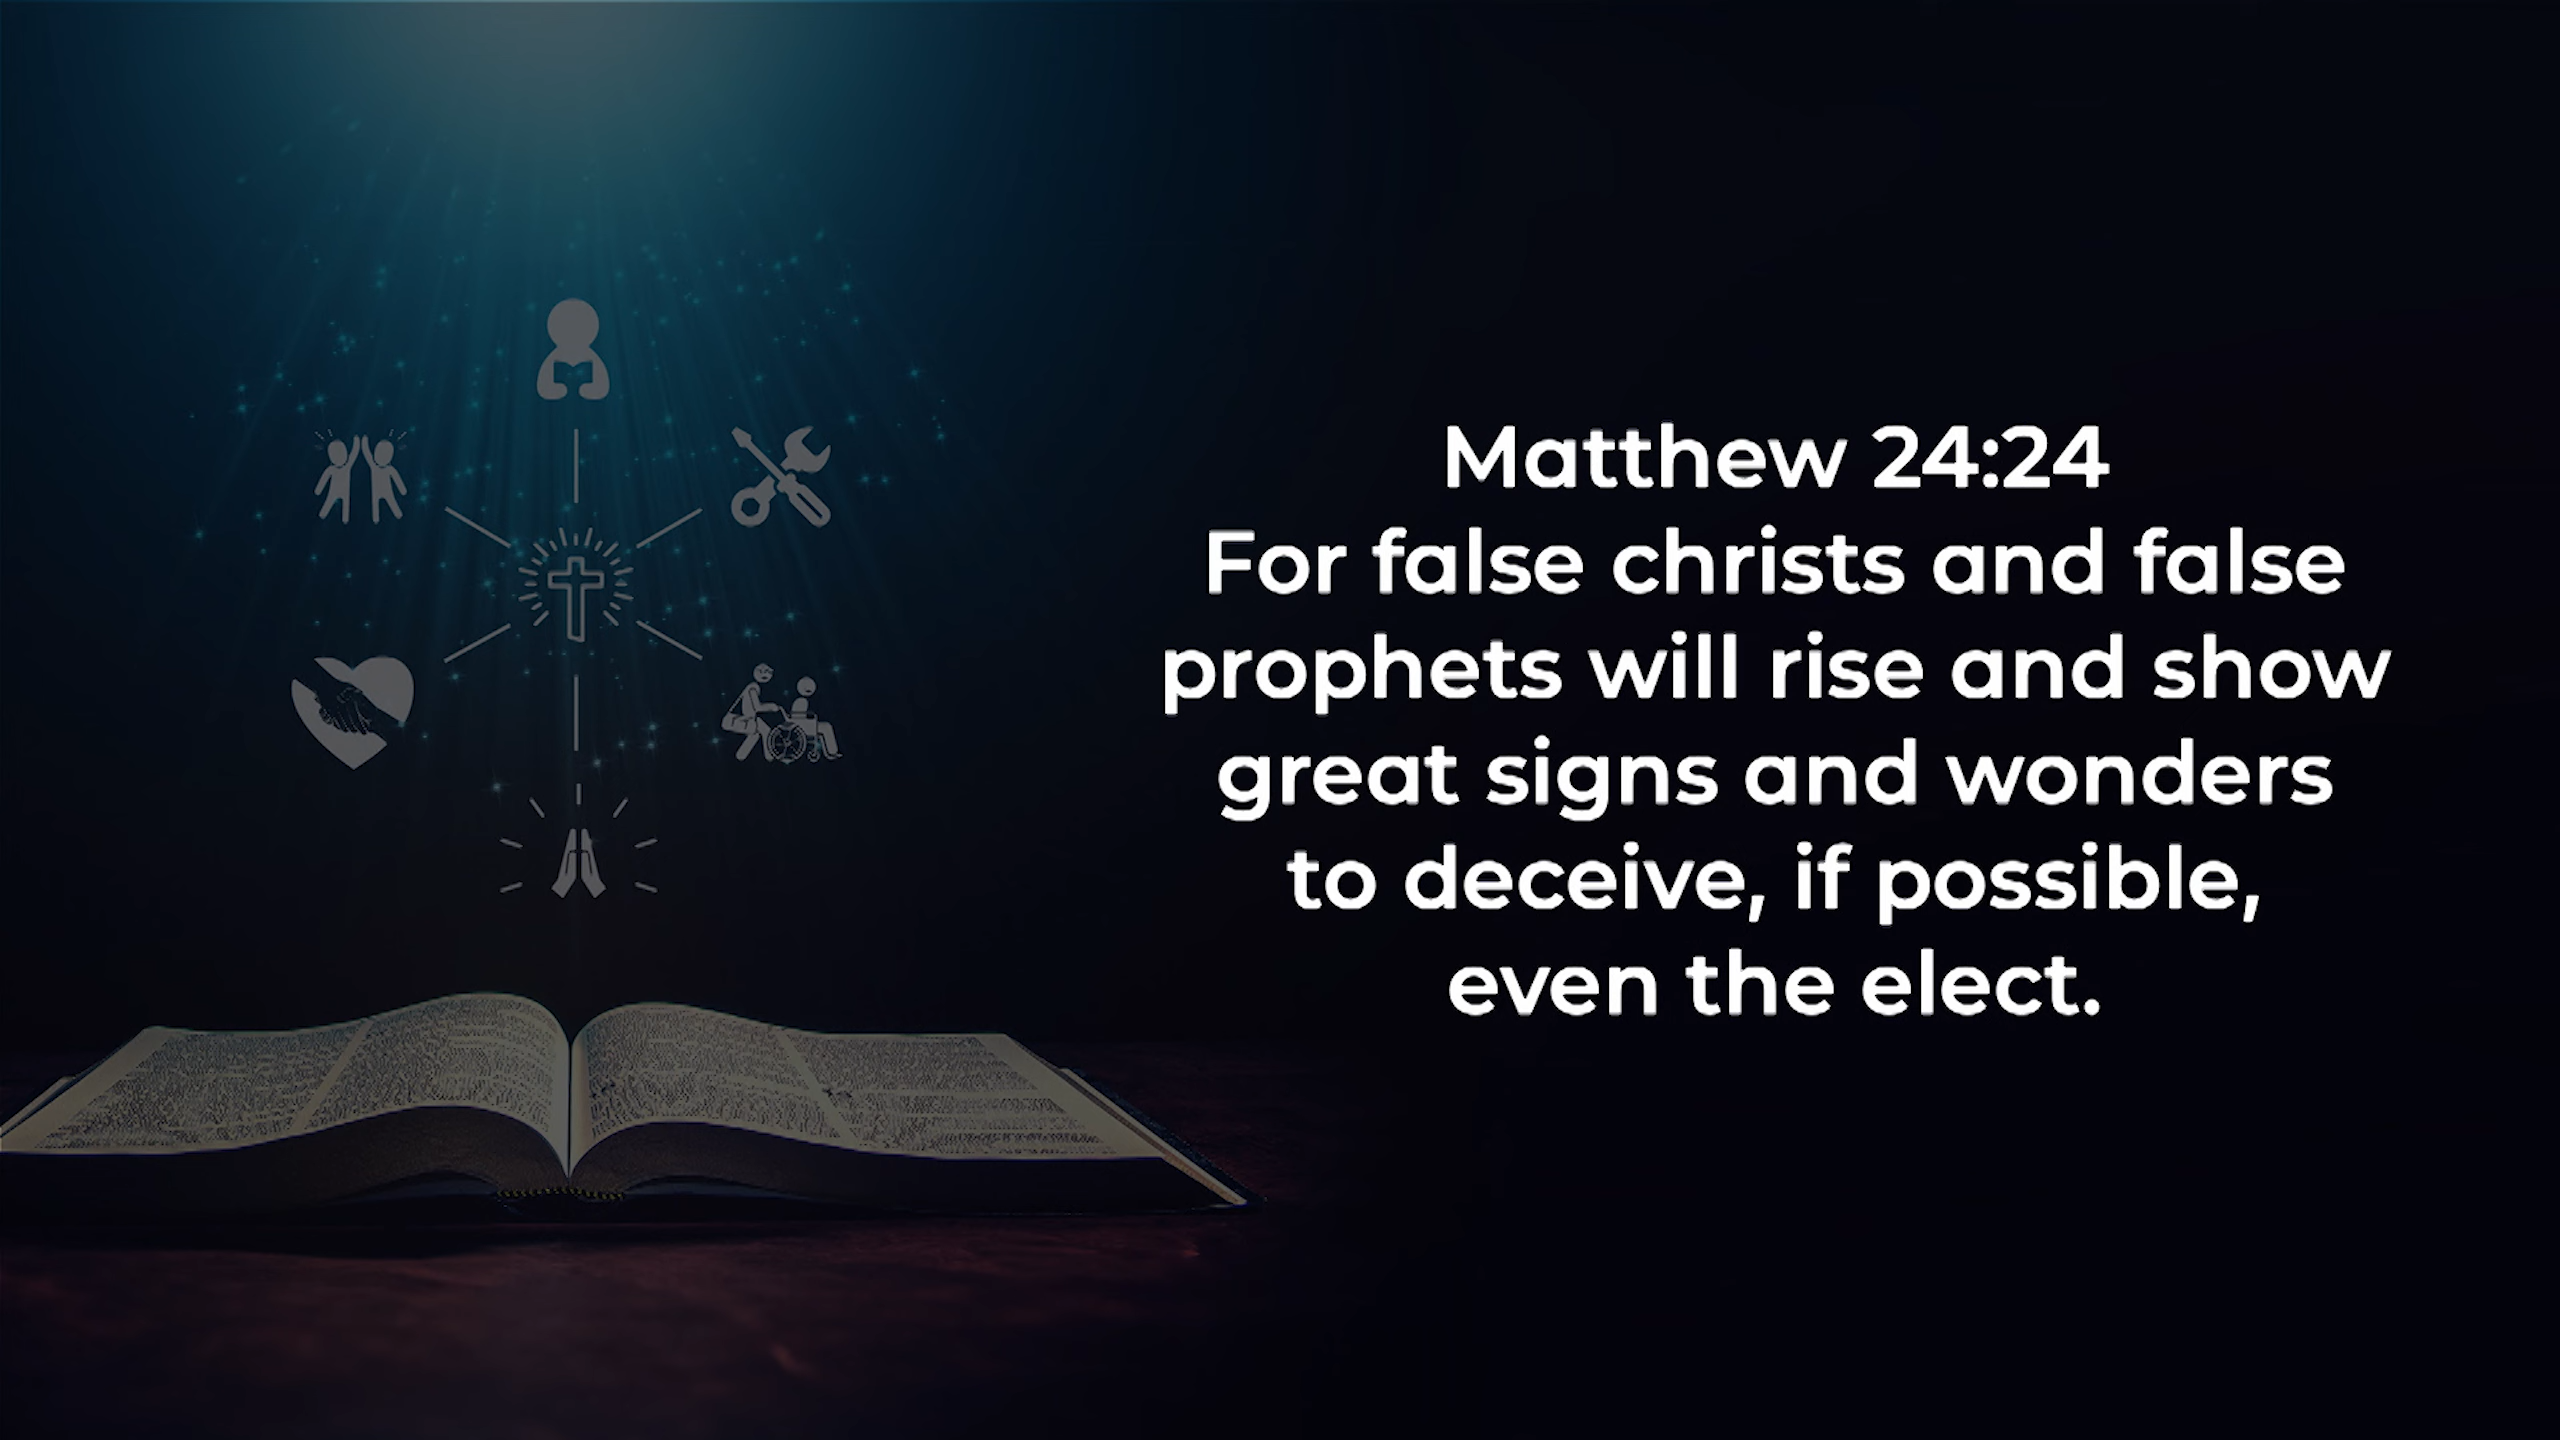 Matthew 24:24
For false christs and false
prophets will rise and show
great signs and wonders
to deceive, if possible,
even the elect.